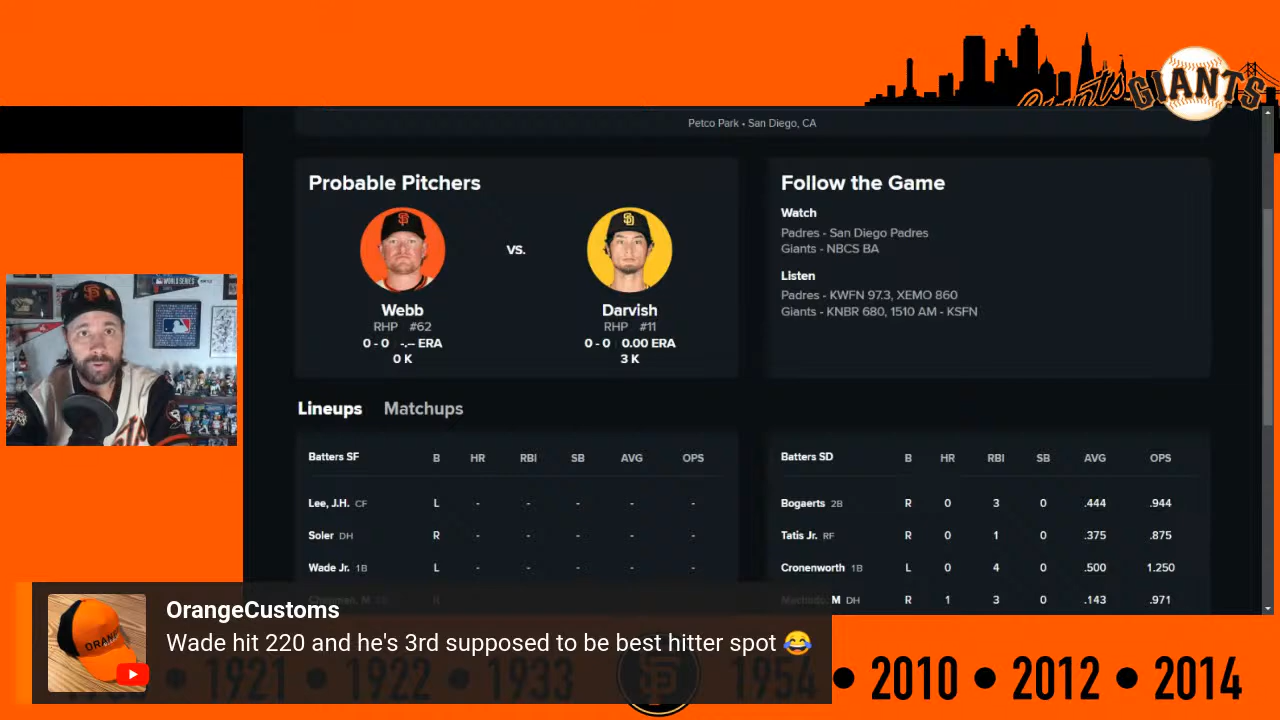 GIANTS
Petco Park • San Diego, CA
Probable Pitchers
Webb
RHP #62
0 - 0 -.-- ERA
0 K
vs.
Darvish
RHP #11
0 - 0 0.00 ERA
3 K
Follow the Game
Watch
Padres - San Diego Padres
Giants - NBCS BA
Listen
Padres - KWFN 97.3, XEMO 860
Giants - KNBR 680, 1510 AM - KSFN
Lineups Matchups
Batters SF B HR RBI SB AVG OPS
Lee, J.H. CF L - - - - -
Soler DH R - - - - -
Wade Jr. 1B L - - - - -
Batters SD B HR RBI SB AVG OPS
Bogaerts 2B R 0 3 0 .444 .944
Tatis Jr. RF R 0 1 0 .375 .875
Cronenworth 1B L 0 4 0 .500 1.250
Machado, M DH R 1 3 0 .143 .971
OrangeCustoms
Wade hit 220 and he's 3rd supposed to be best hitter spot 😂
1921 • 1922 • 1933 1954 • 2010 • 2012 • 2014